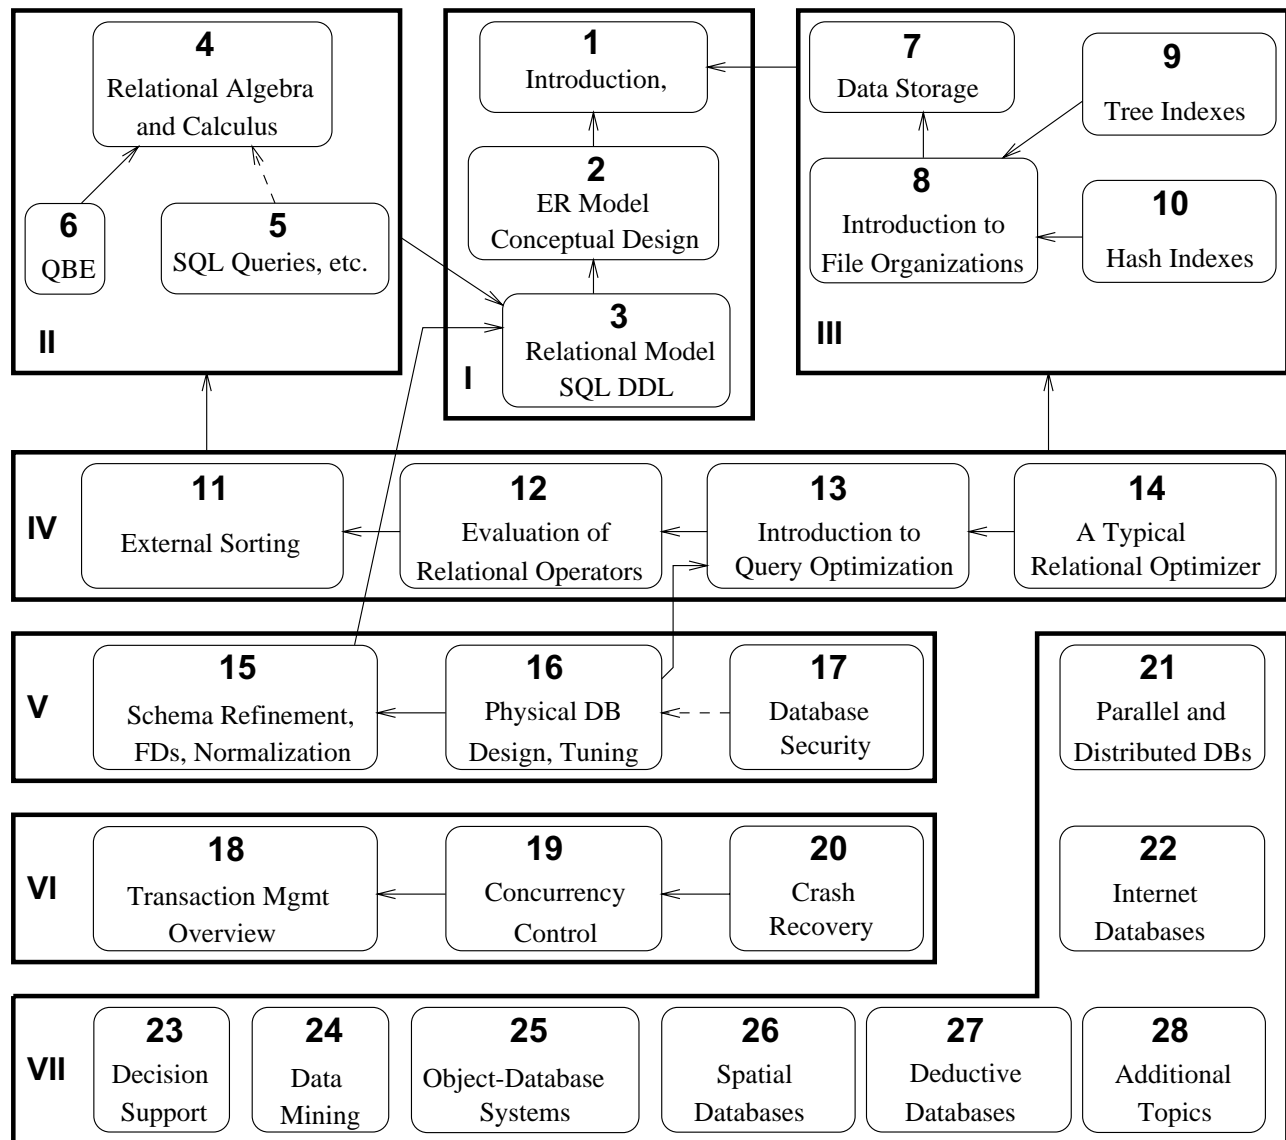 4
Relational Algebra
and Calculus
6
QBE
5
SQL Queries, etc.
II
1
Introduction,
2
ER Model
Conceptual Design
3
Relational Model
SQL DDL
I
7
Data Storage
9
Tree Indexes
8
Introduction to
File Organizations
10
Hash Indexes
III
IV
11
External Sorting
12
Evaluation of
Relational Operators
13
Introduction to
Query Optimization
14
A Typical
Relational Optimizer
V
15
Schema Refinement,
FDs, Normalization
16
Physical DB
Design, Tuning
17
Database
Security
VI
18
Transaction Mgmt
Overview
19
Concurrency
Control
20
Crash
Recovery
21
Parallel and
Distributed DBs
22
Internet
Databases
VII
23
Decision
Support
24
Data
Mining
25
Object-Database
Systems
26
Spatial
Databases
27
Deductive
Databases
28
Additional
Topics